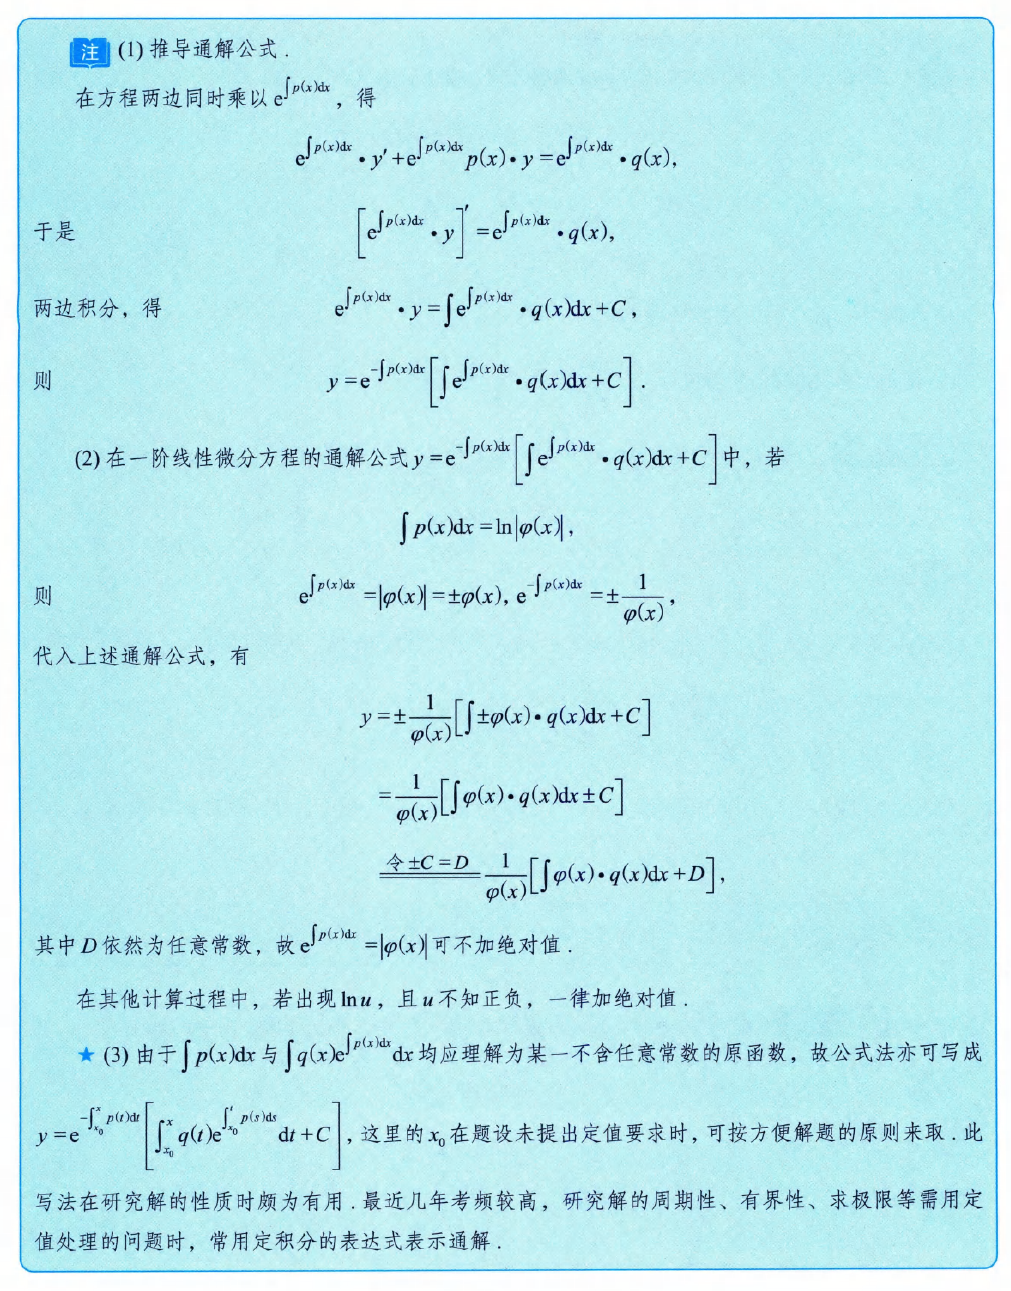 注 (1) 推导通解公式.
在方程两边同时乘以 $e^{\int p(x)dx}$，得
$e^{\int p(x)dx}\cdot y'+e^{\int p(x)dx}p(x)\cdot y=e^{\int p(x)dx}\cdot q(x),$
于是 $\left[e^{\int p(x)dx}\cdot y\right]'=e^{\int p(x)dx}\cdot q(x),$
两边积分，得 $e^{\int p(x)dx}\cdot y=\int e^{\int p(x)dx}\cdot q(x)dx+C,$
则 $y=e^{-\int p(x)dx}\left[\int e^{\int p(x)dx}\cdot q(x)dx+C\right].$
(2) 在一阶线性微分方程的通解公式 $y=e^{-\int p(x)dx}\left[\int e^{\int p(x)dx}\cdot q(x)dx+C\right]$ 中，若
$\int p(x)dx=\ln|\varphi(x)|,$
则 $e^{\int p(x)dx}=|\varphi(x)|=\pm\varphi(x), e^{-\int p(x)dx}=\pm\frac{1}{\varphi(x)},$
代入上述通解公式，有
$y=\pm\frac{1}{\varphi(x)}\left[\int\pm\varphi(x)\cdot q(x)dx+C\right]$
$=\frac{1}{\varphi(x)}\left[\int\varphi(x)\cdot q(x)dx\pm C\right]$
$\xlongequal{令\pm C=D}\frac{1}{\varphi(x)}\left[\int\varphi(x)\cdot q(x)dx+D\right],$
其中 D 依然为任意常数，故 $e^{\int p(x)dx}=|\varphi(x)|$ 可不加绝对值.
在其他计算过程中，若出现 $\ln u$，且 u 不知正负，一律加绝对值.
★ (3) 由于 $\int p(x)dx$ 与 $\int q(x)e^{\int p(x)dx}dx$ 均应理解为某一不含任意常数的原函数，故公式法亦可写成
$y=e^{-\int_{x_0}^{x}p(t)dt}\left[\int_{x_0}^{x}q(t)e^{\int_{x_0}^{t}p(s)ds}dt+C\right]$，这里的 $x_0$ 在题设未提出定值要求时，可按方便解题的原则来取.此
写法在研究解的性质时颇为有用.最近几年考频较高，研究解的周期性、有界性、求极限等需用定
值处理的问题时，常用定积分的表达式表示通解.